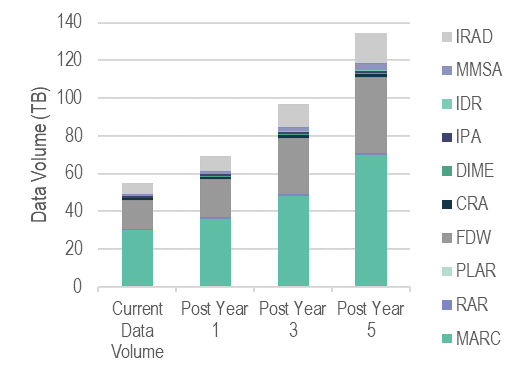 140
120
100
80
60
40
20
0
Data Volume (TB)
Current
Data
Volume
Post Year
1
Post Year
3
Post Year
5
IRAD
MMSA
IDR
IPA
DIME
CRA
FDW
PLAR
RAR
MARC